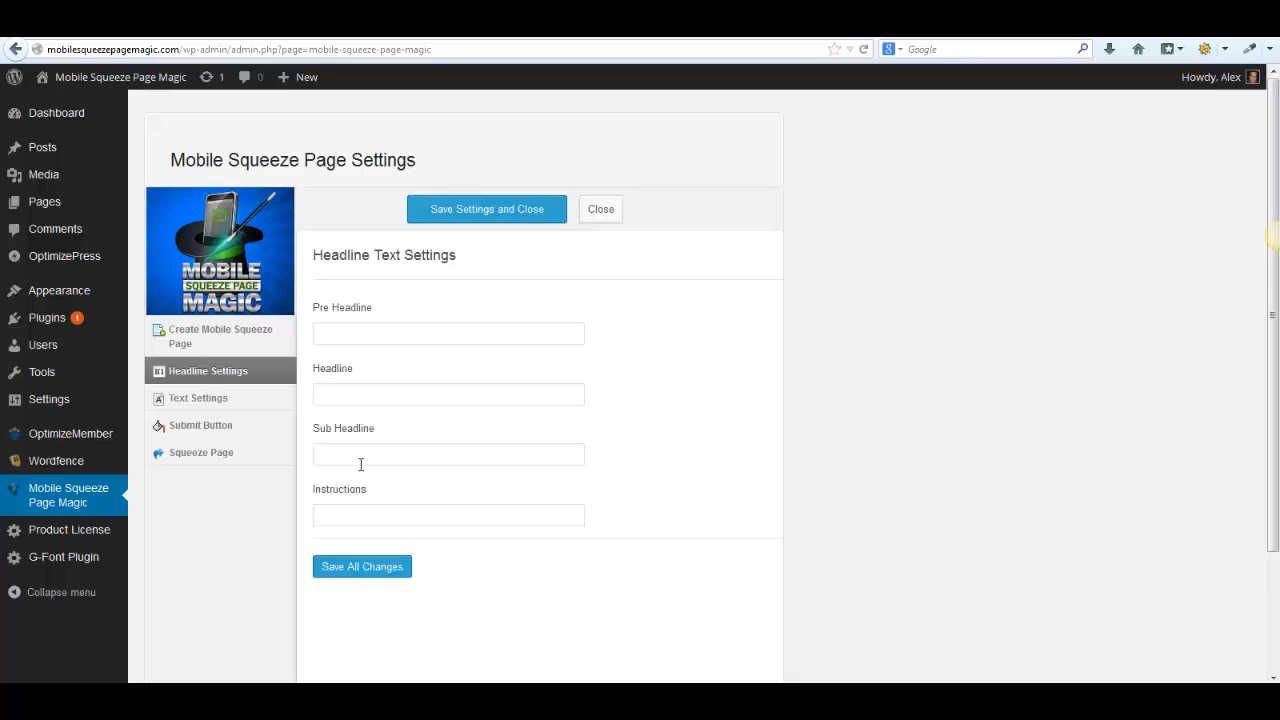 mobilesqueezepagemagic.com/wp-admin/admin.php?page=mobile-squeeze-page-magic
Google
Mobile Squeeze Page Magic
1
0
New
Howdy, Alex
Dashboard
Posts
Media
Pages
Comments
OptimizePress
Appearance
Plugins 1
Users
Tools
Settings
OptimizeMember
Wordfence
Mobile Squeeze
Page Magic
Product License
G-Font Plugin
Collapse menu
Mobile Squeeze Page Settings
MOBILE
SQUEEZE PAGE
MAGIC
Create Mobile Squeeze
Page
Headline Settings
Text Settings
Submit Button
Squeeze Page
Save Settings and Close
Close
Headline Text Settings
Pre Headline
Headline
Sub Headline
Instructions
Save All Changes